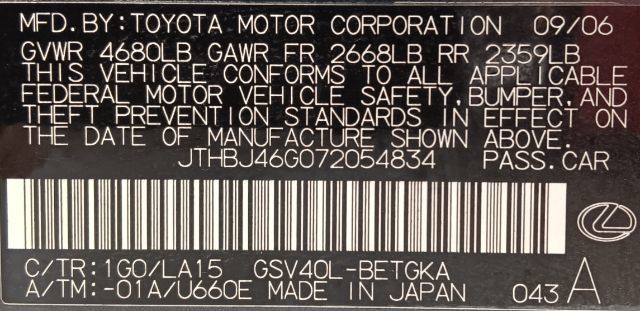 MFD.BY:TOYOTA MOTOR CORPORATION 09/06
GVWR 4680LB GAWR FR 2668LB RR 2359LB
THIS VEHICLE CONFORMS TO ALL APPLICABLE
FEDERAL MOTOR VEHICLE SAFETY,BUMPER,AND
THEFT PREVENTION STANDARDS IN EFFECT ON
THE DATE OF MANUFACTURE SHOWN ABOVE.
JTHBJ46G072054834 PASS.CAR
C/TR:1G0/LA15 GSV40L-BETGKA
A/TM:-01A/U660E MADE IN JAPAN 043 A